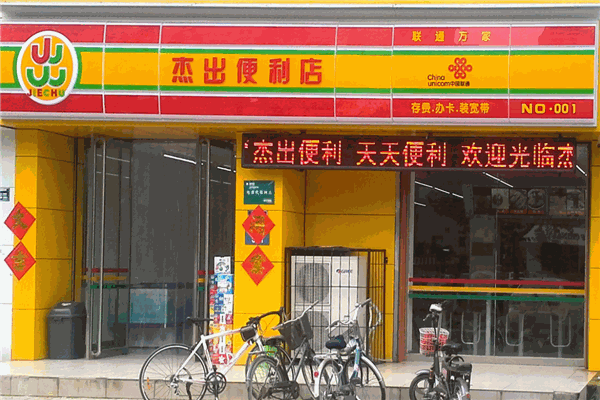 联通万家
杰出便利店
JIECHU
China
unicom中国联通
存费.办卡.装宽带
NO·001
杰出便利 天天便利 欢迎光临杰